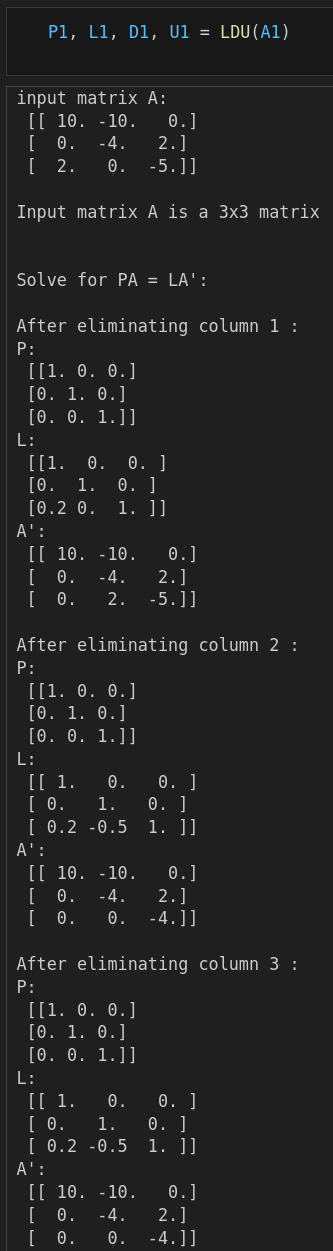 P1, L1, D1, U1 = LDU(A1)
input matrix A:
[[ 10. -10.   0.]
[  0.  -4.   2.]
[  2.   0.  -5.]]
Input matrix A is a 3x3 matrix
Solve for PA = LA':
After eliminating column 1 :
P:
[[1. 0. 0.]
[0. 1. 0.]
[0. 0. 1.]]
L:
[[1.  0.  0. ]
[0.  1.  0. ]
[0.2 0.  1. ]]
A':
[[ 10. -10.   0.]
[  0.  -4.   2.]
[  0.   2.  -5.]]
After eliminating column 2 :
P:
[[1. 0. 0.]
[0. 1. 0.]
[0. 0. 1.]]
L:
[[ 1.   0.   0. ]
[ 0.   1.   0. ]
[ 0.2 -0.5  1. ]]
A':
[[ 10. -10.   0.]
[  0.  -4.   2.]
[  0.   0.  -4.]]
After eliminating column 3 :
P:
[[1. 0. 0.]
[0. 1. 0.]
[0. 0. 1.]]
L:
[[ 1.   0.   0. ]
[ 0.   1.   0. ]
[ 0.2 -0.5  1. ]]
A':
[[ 10. -10.   0.]
[  0.  -4.   2.]
[  0.   0.  -4.]]